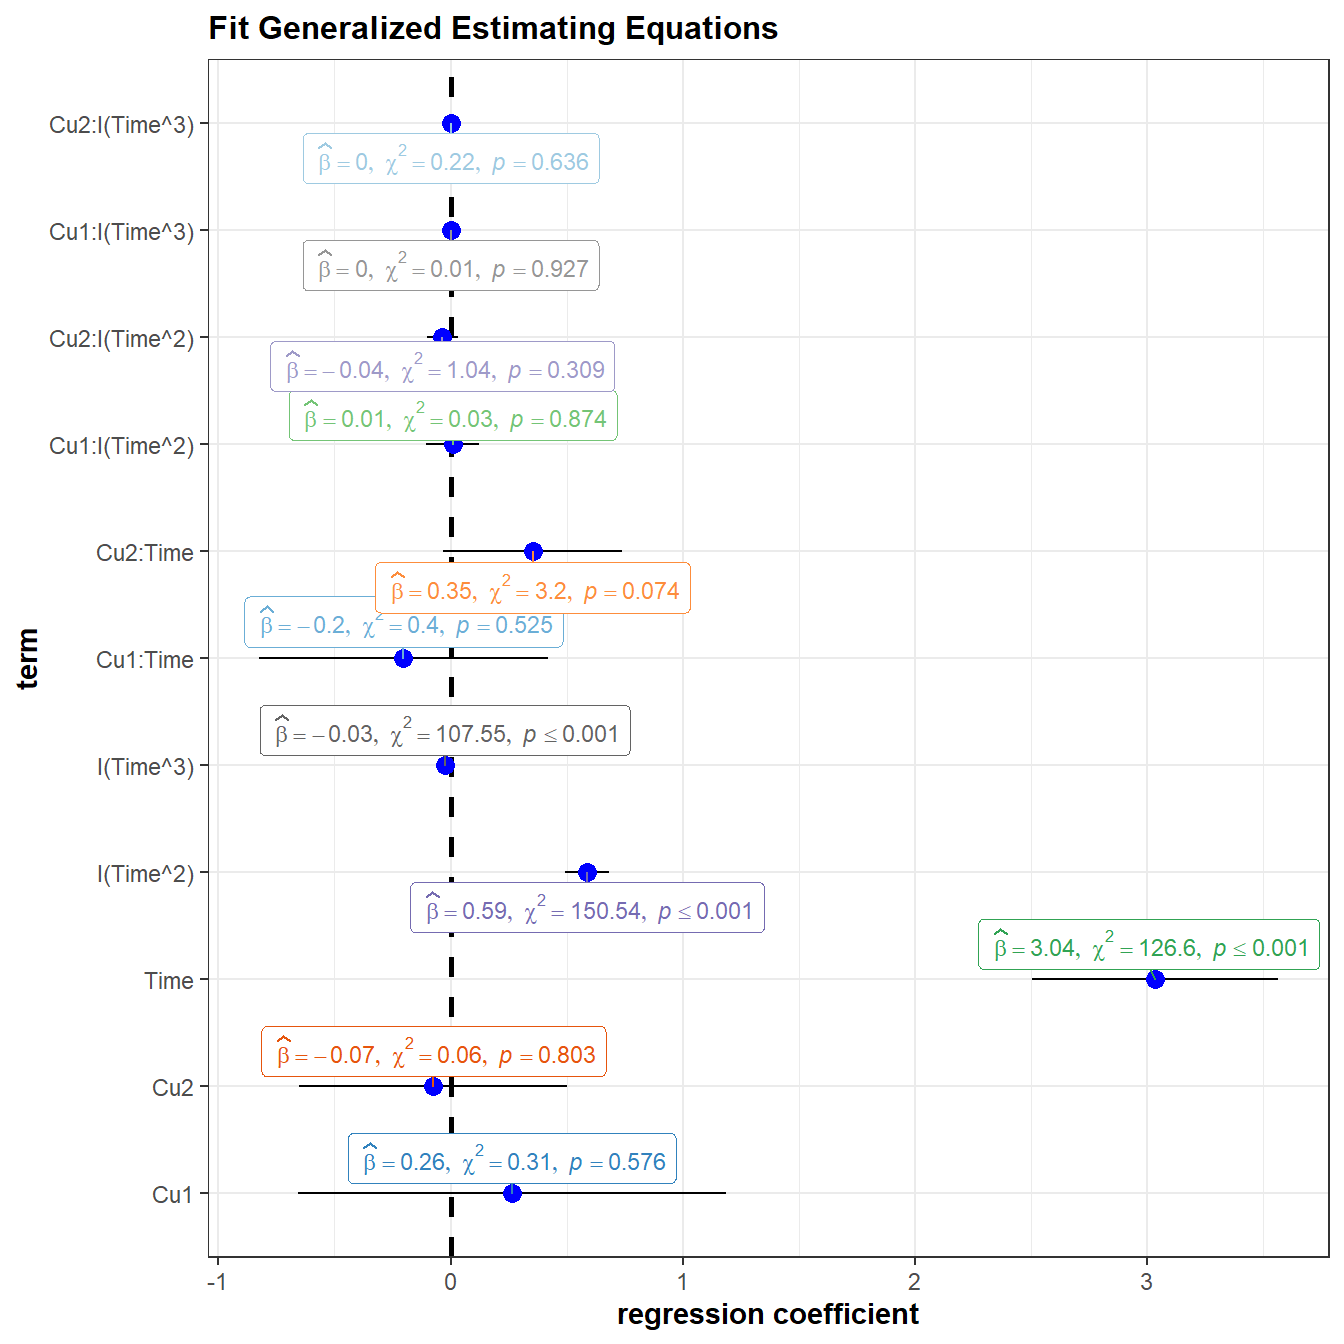 Fit Generalized Estimating Equations
Cu2:I(Time^3)
β̂ = 0, χ² = 0.22, p = 0.636
Cu1:I(Time^3)
β̂ = 0, χ² = 0.01, p = 0.927
Cu2:I(Time^2)
β̂ = −0.04, χ² = 1.04, p = 0.309
β̂ = 0.01, χ² = 0.03, p = 0.874
Cu1:I(Time^2)
Cu2:Time
β̂ = 0.35, χ² = 3.2, p = 0.074
β̂ = −0.2, χ² = 0.4, p = 0.525
Cu1:Time
term
β̂ = −0.03, χ² = 107.55, p ≤ 0.001
I(Time^3)
I(Time^2)
β̂ = 0.59, χ² = 150.54, p ≤ 0.001
β̂ = 3.04, χ² = 126.6, p ≤ 0.001
Time
β̂ = −0.07, χ² = 0.06, p = 0.803
Cu2
β̂ = 0.26, χ² = 0.31, p = 0.576
Cu1
-1 0 1 2 3
regression coefficient